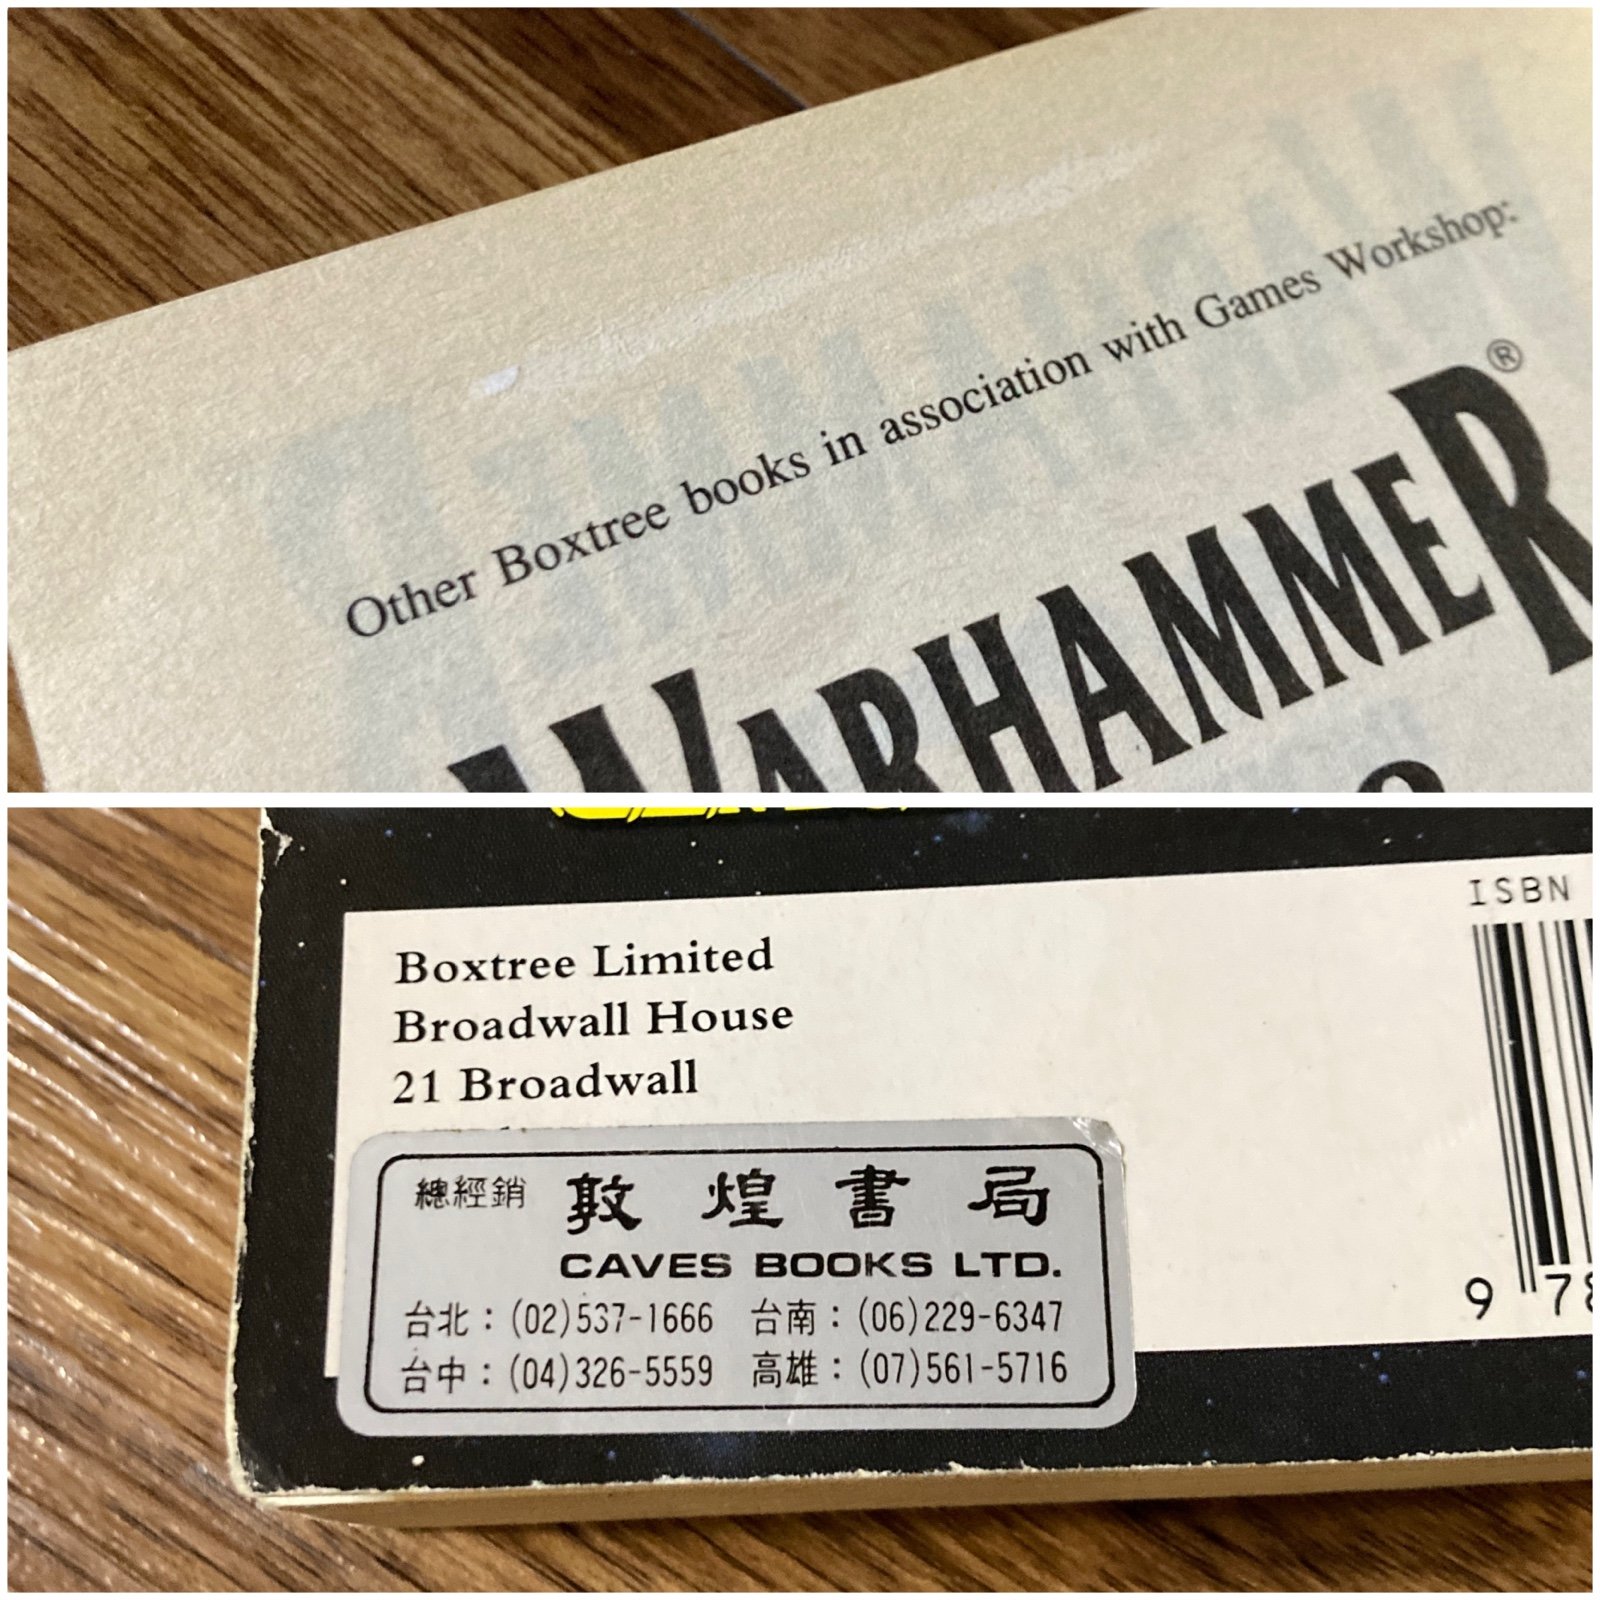 Other Boxtree books in association with Games Workshop:
WARHAMMER®
ISBN
Boxtree Limited
Broadwall House
21 Broadwall
總經銷 敦煌書局
CAVES BOOKS LTD.
台北：(02)537-1666 台南：(06)229-6347
台中：(04)326-5559 高雄：(07)561-5716
9 78